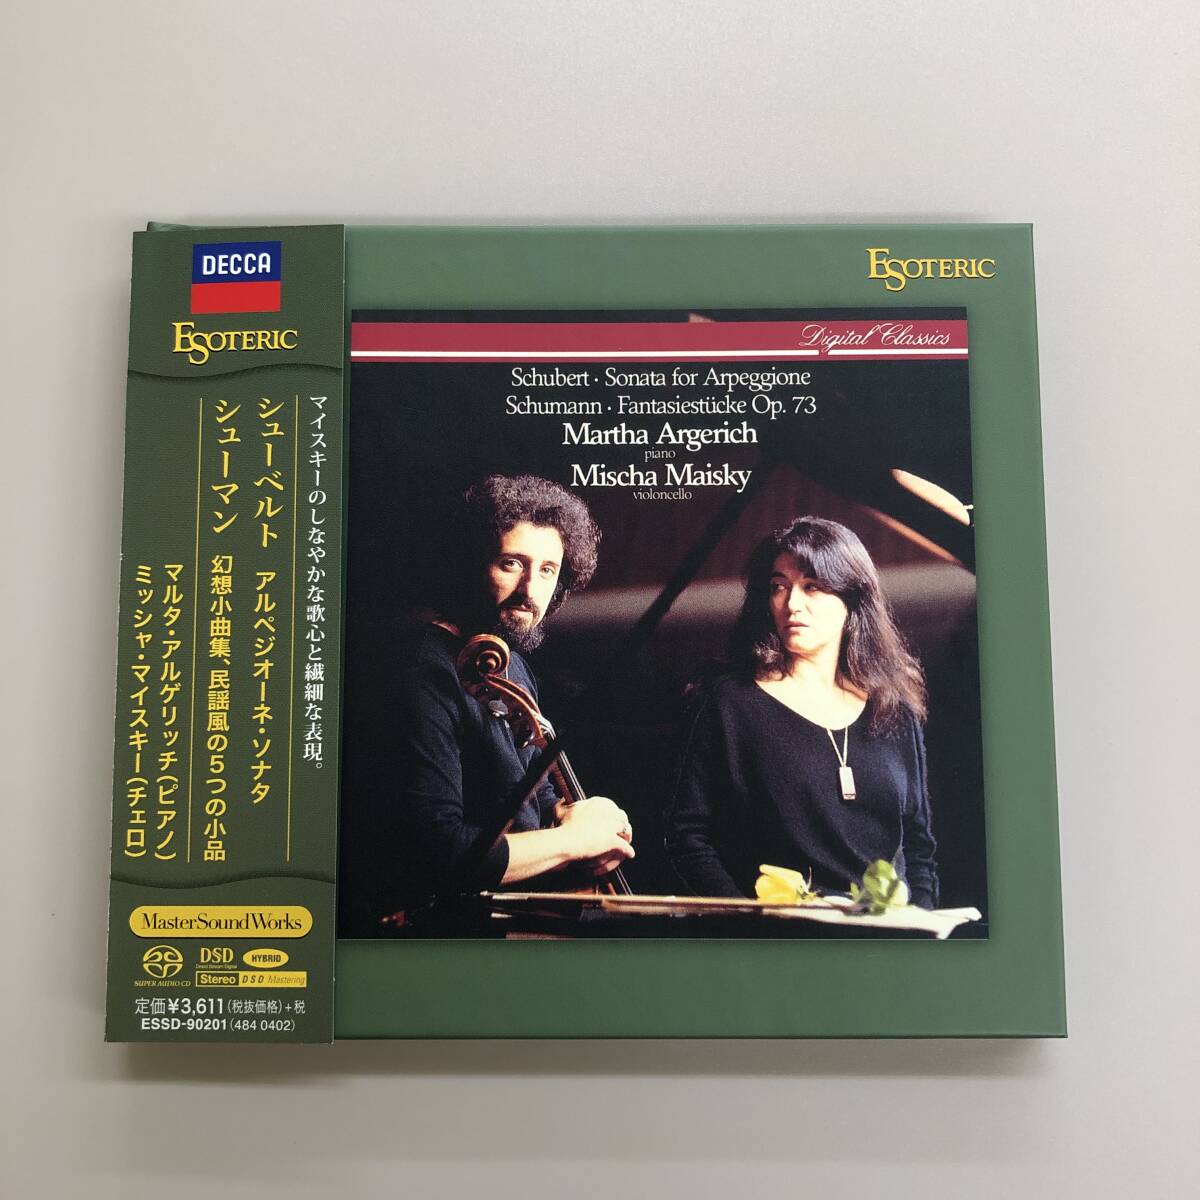 DECCA
ESOTERIC
マイスキーのしなやかな歌心と繊細な表現。
シューベルト アルペジオーネ・ソナタ
シューマン 幻想小曲集、民謡風の5つの小品
マルタ・アルゲリッチ(ピアノ)
ミッシャ・マイスキー(チェロ)
MasterSoundWorks
SUPER AUDIO CD
DSD
Direct Stream Digital
HYBRID
Stereo
DSD Mastering
定価¥3,611(税抜価格)+税
ESSD-90201(484 0402)
ESOTERIC
Digital Classics
Schubert · Sonata for Arpeggione
Schumann · Fantasiestücke Op. 73
Martha Argerich
piano
Mischa Maisky
violoncello